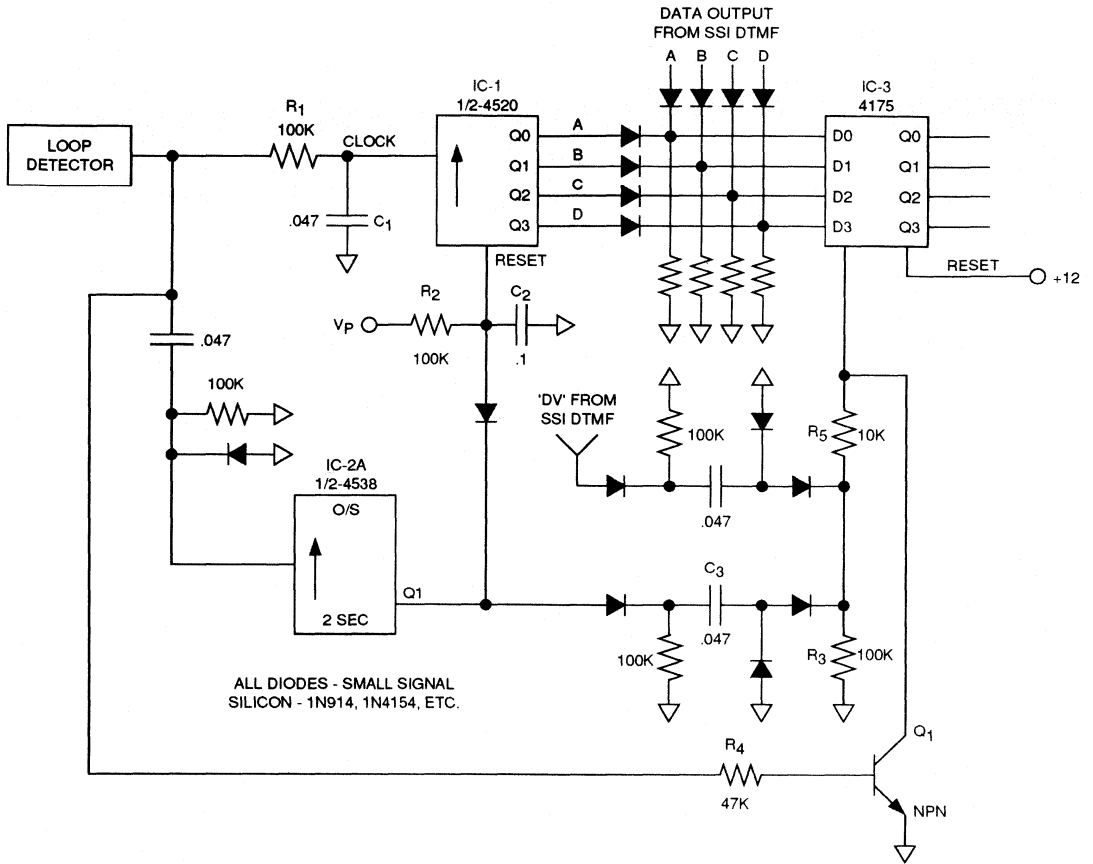 DATA OUTPUT
FROM SSI DTMF
A B C D
IC-1
1/2-4520
IC-3
4175
R1
100K
LOOP
DETECTOR
CLOCK
Q0
Q1
Q2
Q3
A
B
C
D
D0
D1
D2
D3
Q0
Q1
Q2
Q3
.047
C1
RESET
RESET
+12
R2
C2
VP
100K
.1
.047
100K
'DV' FROM
SSI DTMF
100K
R5
10K
IC-2A
1/2-4538
O/S
.047
Q1
2 SEC
C3
.047
100K
R3
100K
ALL DIODES - SMALL SIGNAL
SILICON - 1N914, 1N4154, ETC.
R4
47K
Q1
NPN